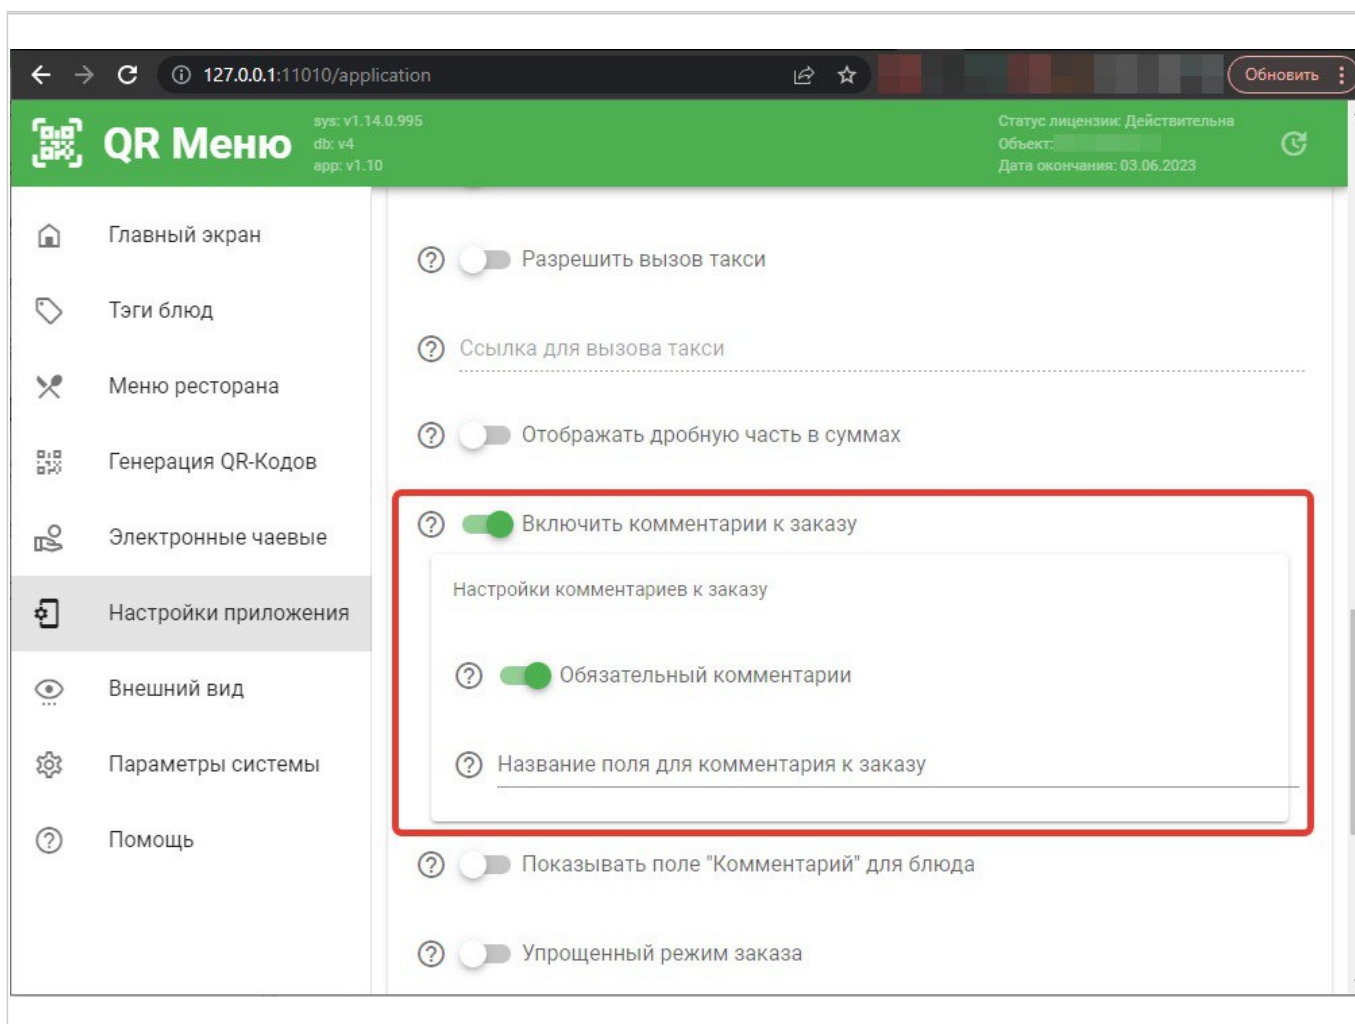 127.0.0.1:11010/application
Обновить
QR Меню
sys: v1.14.0.995
db: v4
app: v1.10
Статус лицензии: Действительна
Объект:
Дата окончания: 03.06.2023
Главный экран
Тэги блюд
Меню ресторана
Генерация QR-Кодов
Электронные чаевые
Настройки приложения
Внешний вид
Параметры системы
Помощь
Разрешить вызов такси
Ссылка для вызова такси
Отображать дробную часть в суммах
Включить комментарии к заказу
Настройки комментариев к заказу
Обязательный комментарии
Название поля для комментария к заказу
Показывать поле "Комментарий" для блюда
Упрощенный режим заказа